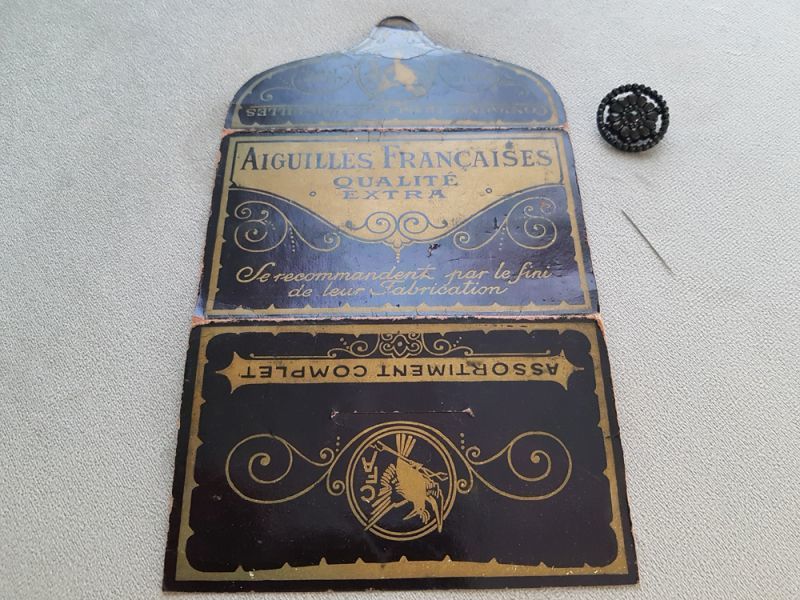 AIGUILLES FRANÇAISES
QUALITÉ
EXTRA
Se recommandent par le fini
de leur Fabrication
ASSORTIMENT COMPLET